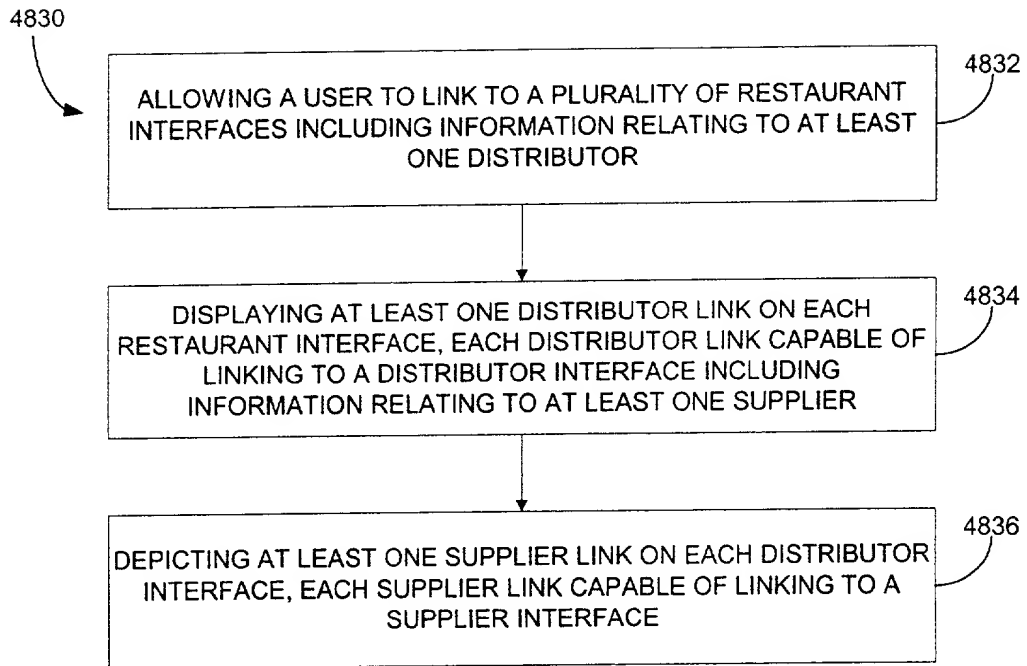 4830
4832
ALLOWING A USER TO LINK TO A PLURALITY OF RESTAURANT
INTERFACES INCLUDING INFORMATION RELATING TO AT LEAST
ONE DISTRIBUTOR
4834
DISPLAYING AT LEAST ONE DISTRIBUTOR LINK ON EACH
RESTAURANT INTERFACE, EACH DISTRIBUTOR LINK CAPABLE OF
LINKING TO A DISTRIBUTOR INTERFACE INCLUDING
INFORMATION RELATING TO AT LEAST ONE SUPPLIER
4836
DEPICTING AT LEAST ONE SUPPLIER LINK ON EACH DISTRIBUTOR
INTERFACE, EACH SUPPLIER LINK CAPABLE OF LINKING TO A
SUPPLIER INTERFACE